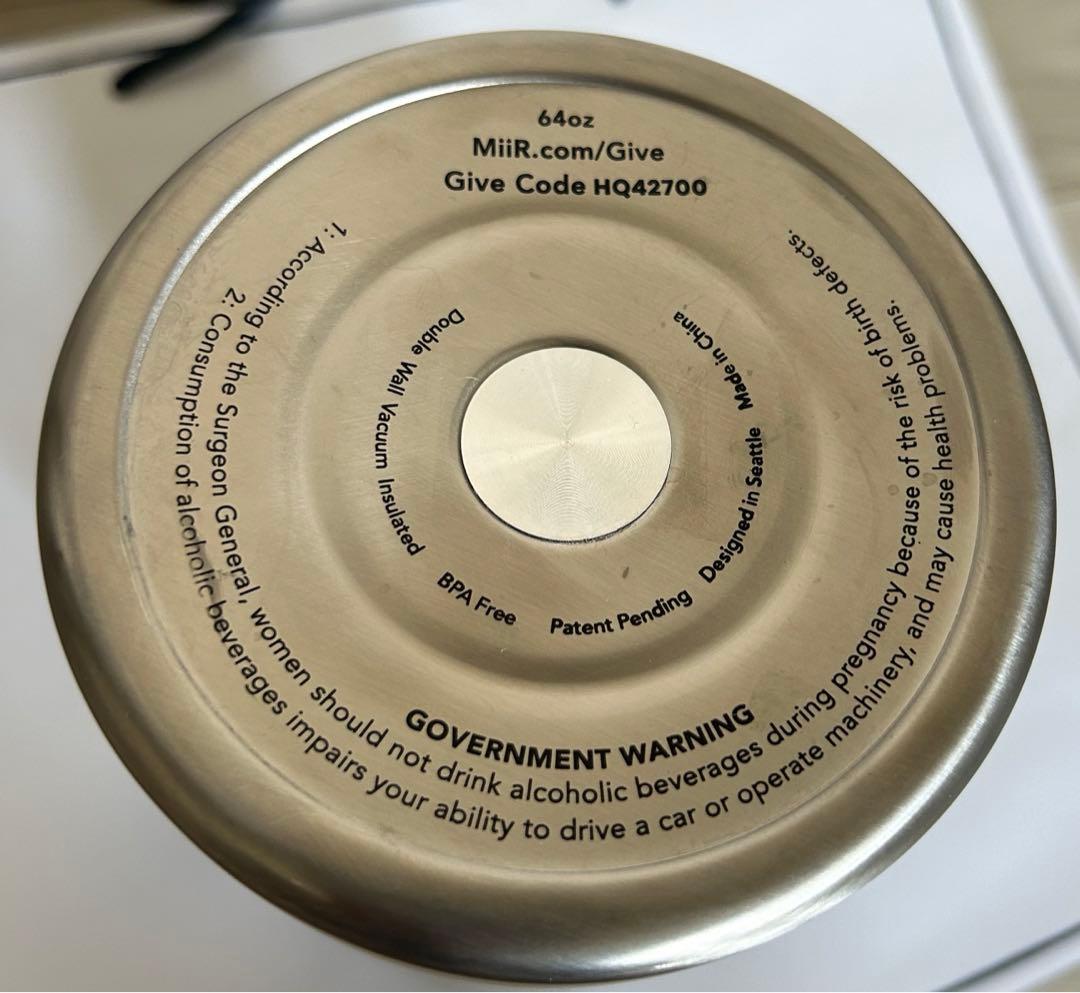 64oz
MiiR.com/Give
Give Code HQ42700
Double Wall Vacuum Insulated BPA Free Patent Pending Designed in Seattle Made in China
GOVERNMENT WARNING
1: According to the Surgeon General, women should not drink alcoholic beverages during pregnancy because of the risk of birth defects.
2: Consumption of alcoholic beverages impairs your ability to drive a car or operate machinery, and may cause health problems.